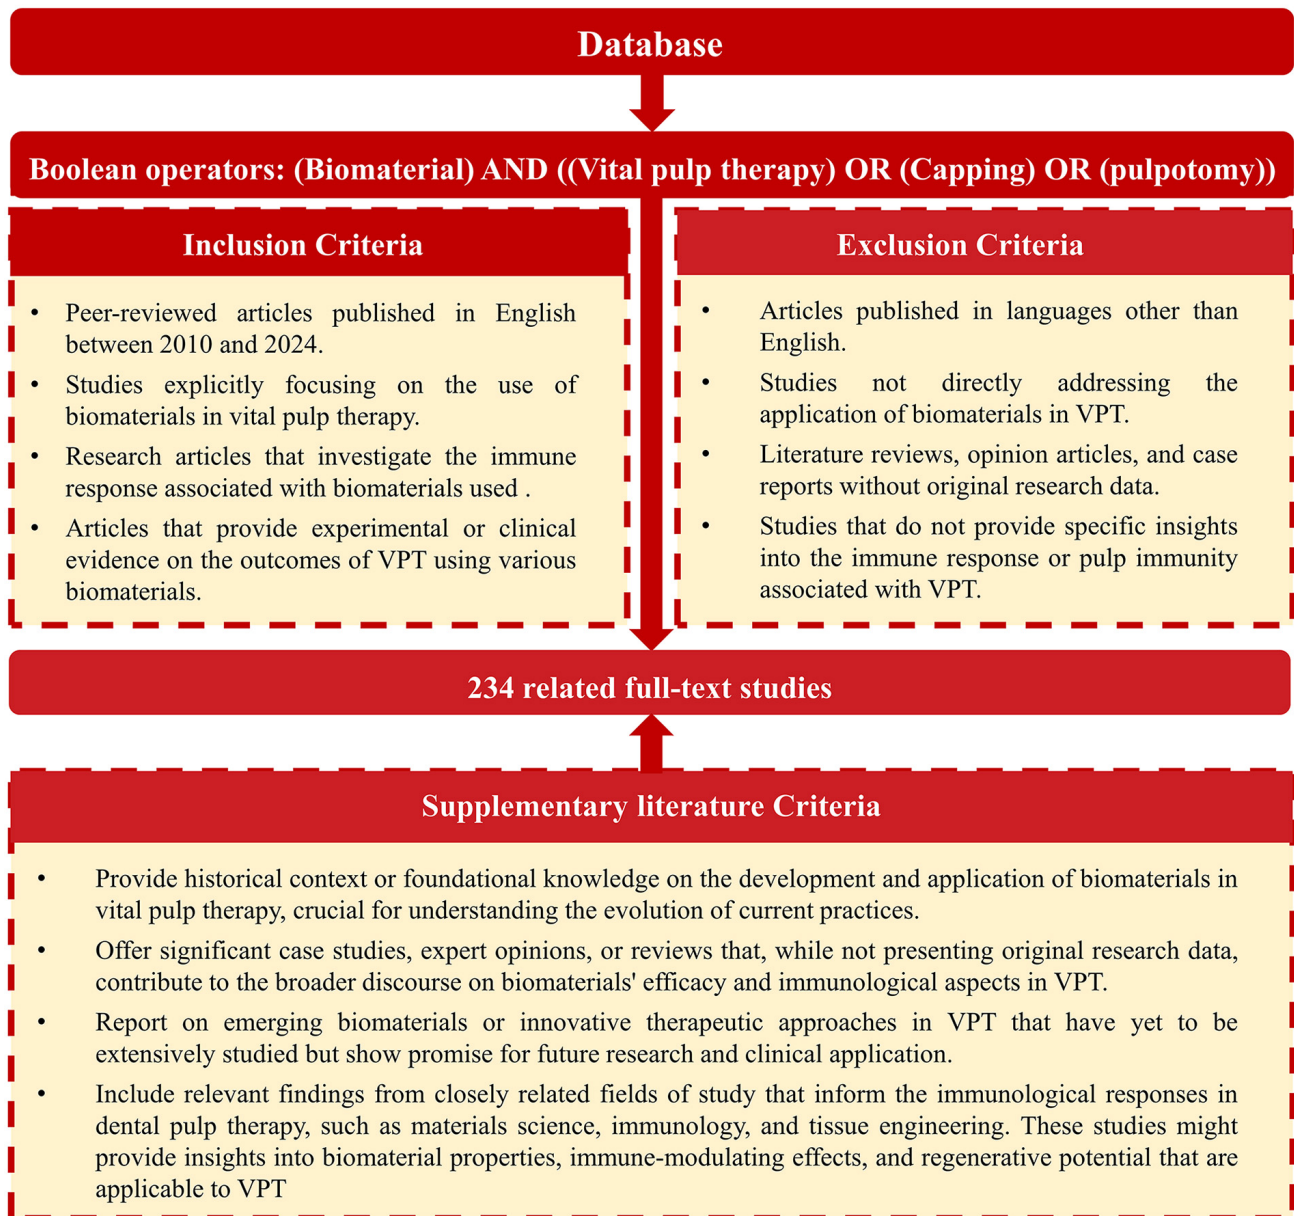 Database
Boolean operators: (Biomaterial) AND ((Vital pulp therapy) OR (Capping) OR (pulpotomy))
Inclusion Criteria
• Peer-reviewed articles published in English
between 2010 and 2024.
• Studies explicitly focusing on the use of
biomaterials in vital pulp therapy.
• Research articles that investigate the immune
response associated with biomaterials used .
• Articles that provide experimental or clinical
evidence on the outcomes of VPT using various
biomaterials.
Exclusion Criteria
• Articles published in languages other than
English.
• Studies not directly addressing the
application of biomaterials in VPT.
• Literature reviews, opinion articles, and case
reports without original research data.
• Studies that do not provide specific insights
into the immune response or pulp immunity
associated with VPT.
234 related full-text studies
Supplementary literature Criteria
• Provide historical context or foundational knowledge on the development and application of biomaterials in
vital pulp therapy, crucial for understanding the evolution of current practices.
• Offer significant case studies, expert opinions, or reviews that, while not presenting original research data,
contribute to the broader discourse on biomaterials' efficacy and immunological aspects in VPT.
• Report on emerging biomaterials or innovative therapeutic approaches in VPT that have yet to be
extensively studied but show promise for future research and clinical application.
• Include relevant findings from closely related fields of study that inform the immunological responses in
dental pulp therapy, such as materials science, immunology, and tissue engineering. These studies might
provide insights into biomaterial properties, immune-modulating effects, and regenerative potential that are
applicable to VPT